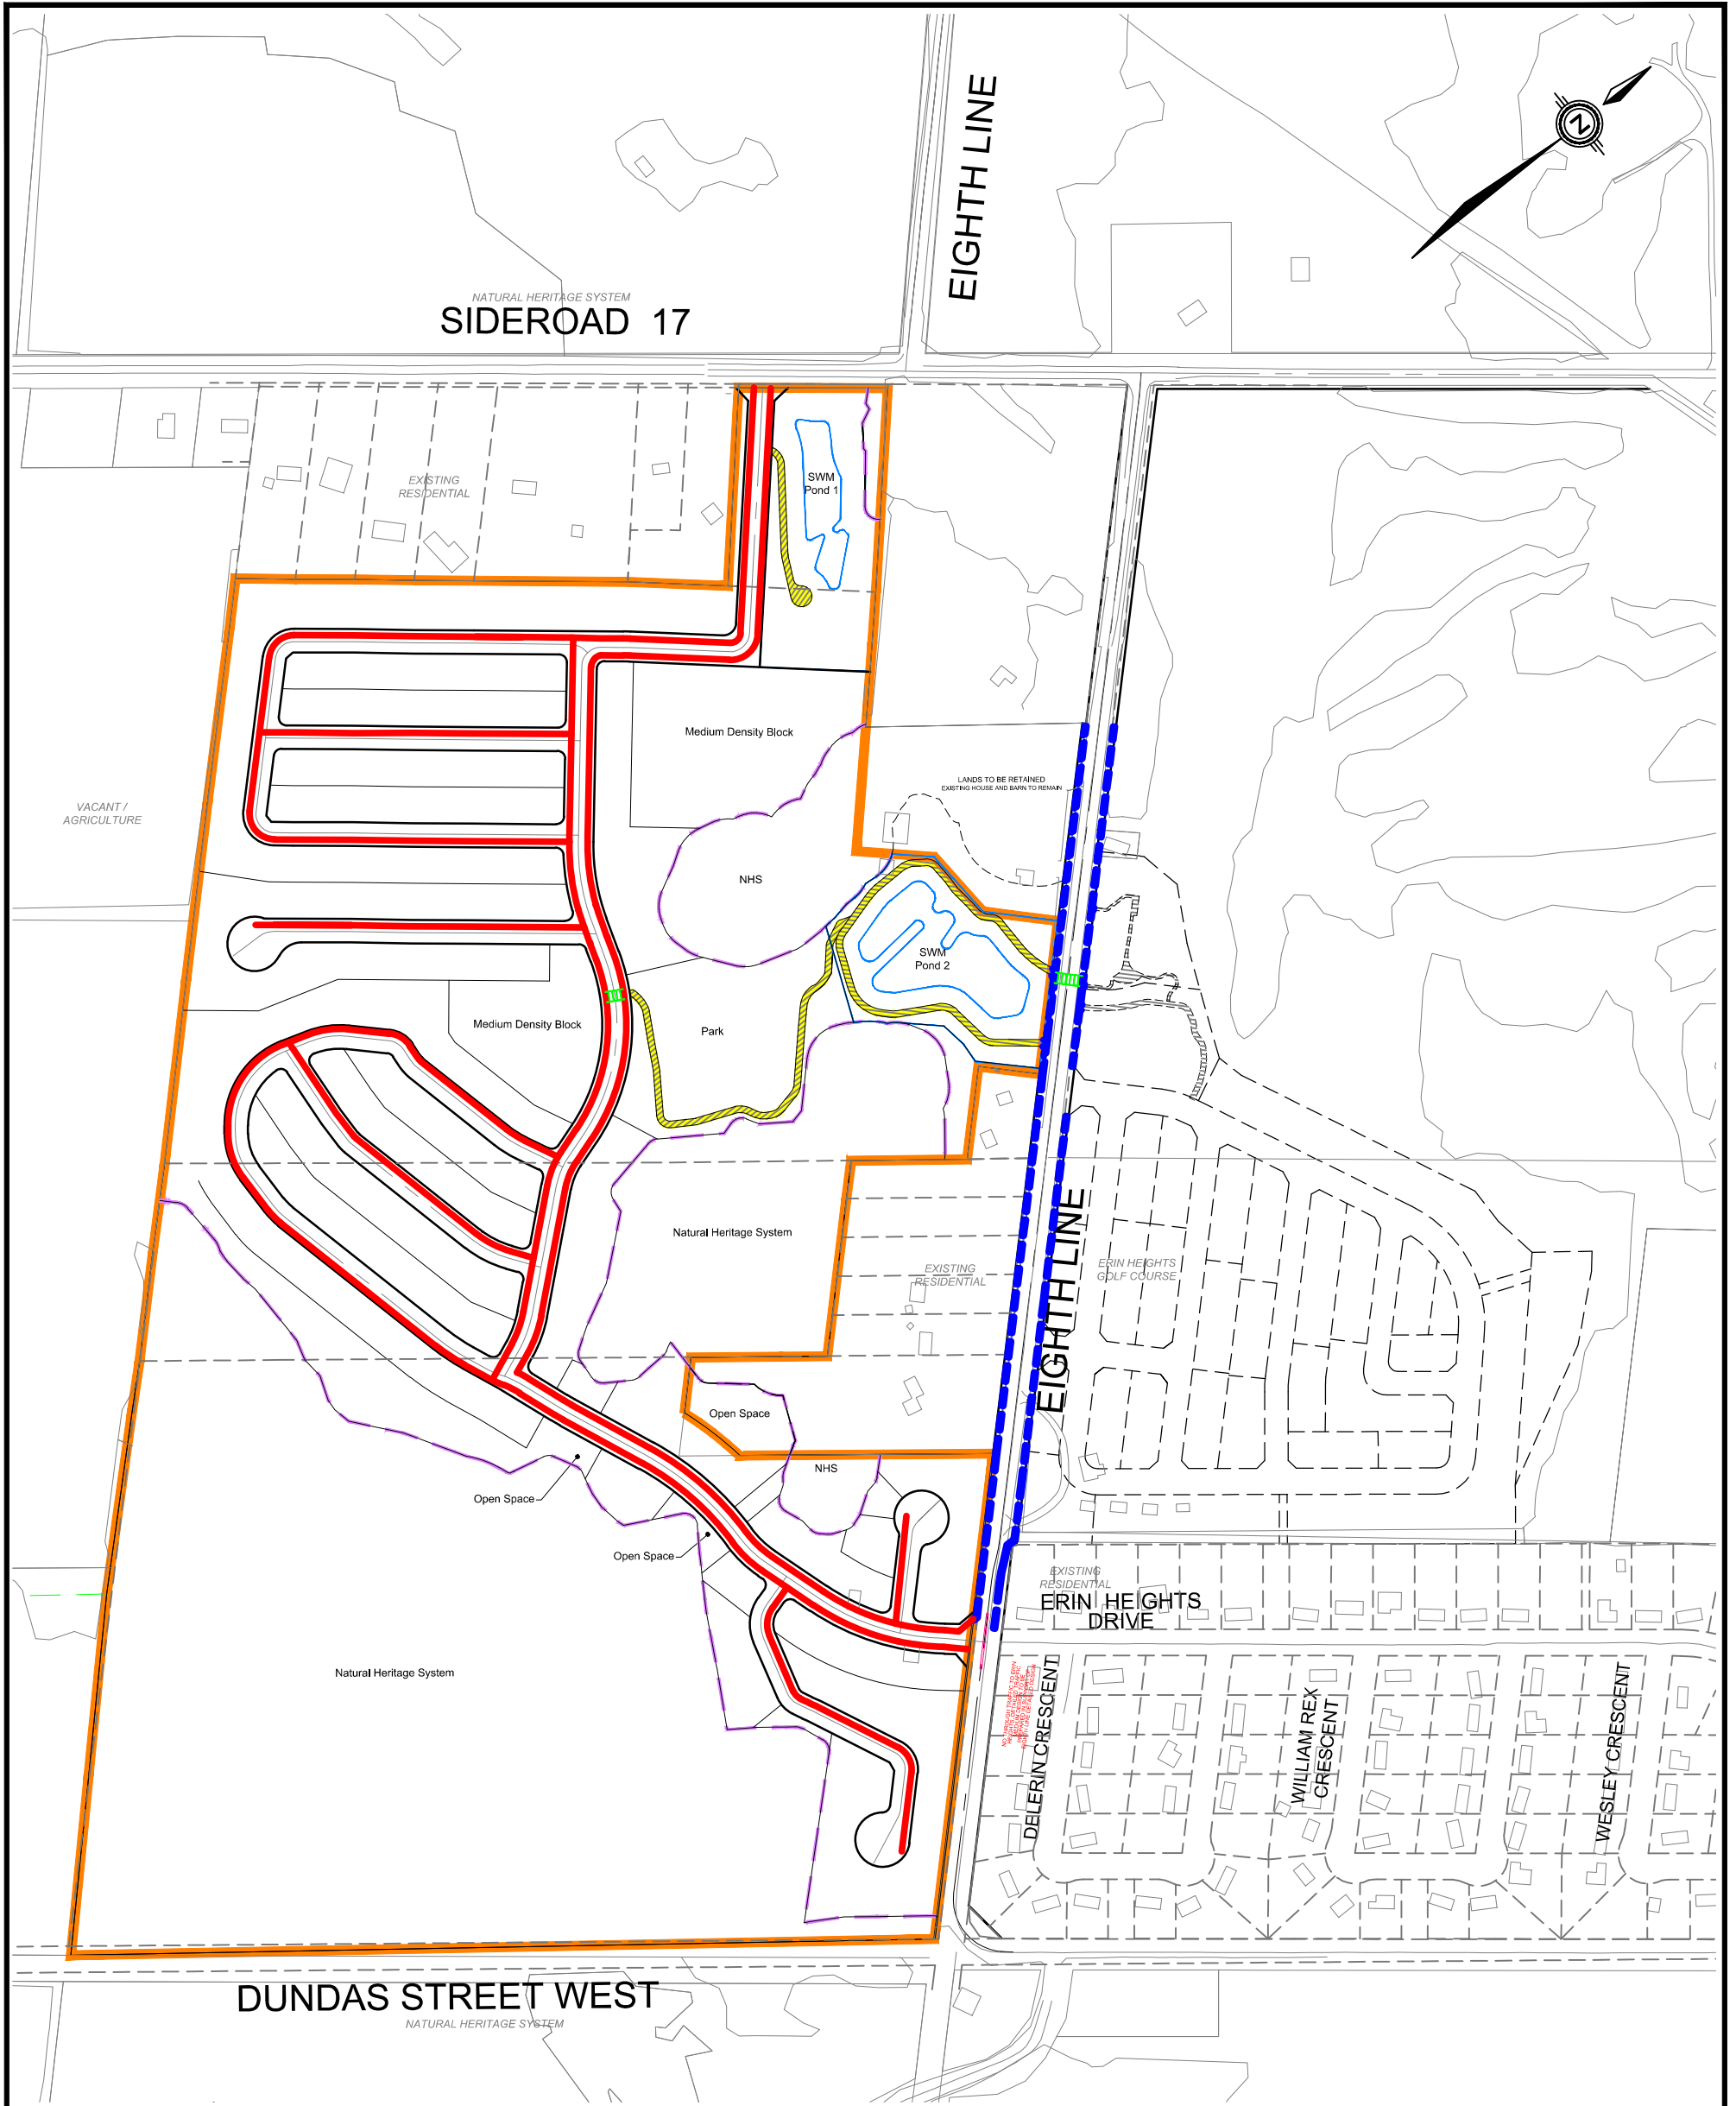 EIGHTH LINE
N
NATURAL HERITAGE SYSTEM
SIDEROAD 17
EXISTING
RESIDENTIAL
SWM
Pond 1
Medium Density Block
LANDS TO BE RETAINED
EXISTING HOUSE AND BARN TO REMAIN
VACANT /
AGRICULTURE
NHS
SWM
Pond 2
Medium Density Block
Park
Natural Heritage System
EXISTING
RESIDENTIAL
EIGHTH LINE
ERIN HEIGHTS
GOLF COURSE
Open Space
NHS
Open Space
Open Space
EXISTING
RESIDENTIAL
ERIN HEIGHTS
DRIVE
Natural Heritage System
DELERIN CRESCENT
WILLIAM REX
CRESCENT
WESLEY CRESCENT
DUNDAS STREET WEST
NATURAL HERITAGE SYSTEM